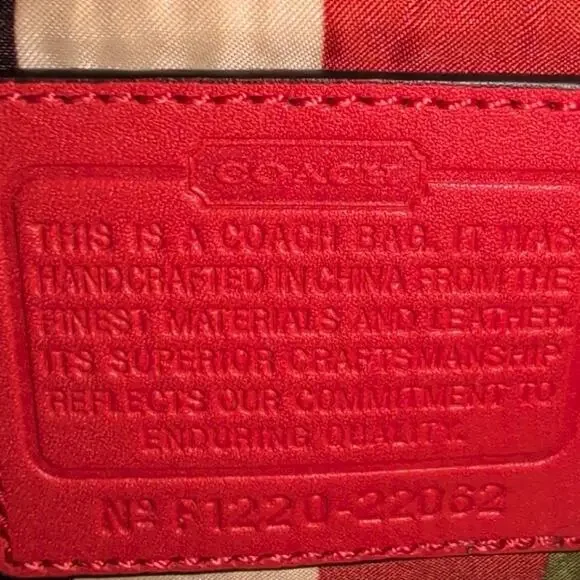 COACH
THIS IS A COACH BAG. IT WAS
HANDCRAFTED IN CHINA FROM THE
FINEST MATERIALS AND LEATHER.
ITS SUPERIOR CRAFTSMANSHIP
REFLECTS OUR COMMITMENT TO
ENDURING QUALITY.
Nº F1220-22062